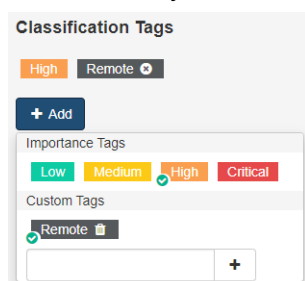 Classification Tags
High Remote
+ Add
Importance Tags
Low Medium High Critical
Custom Tags
Remote
+